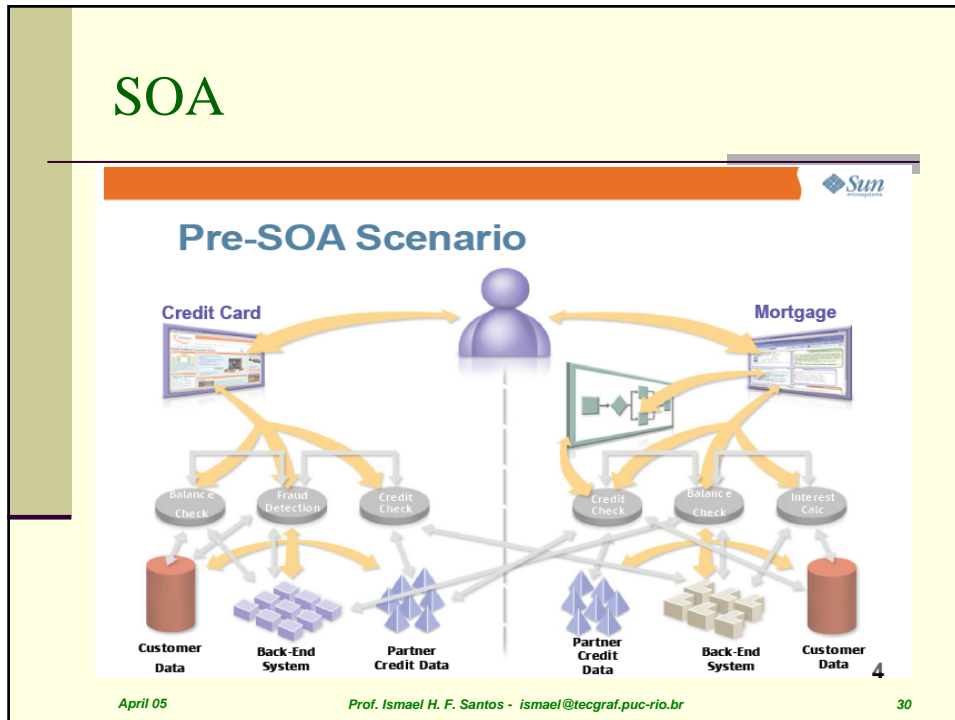 SOA
Sun
microsystems
Pre-SOA Scenario
Credit Card
Mortgage
Balance
Check
Fraud
Detection
Credit
Check
Credit
Check
Balance
Check
Interest
Calc
Customer
Data
Back-End
System
Partner
Credit Data
Partner
Credit
Data
Back-End
System
Customer
Data
4
April 05
Prof. Ismael H. F. Santos - ismael@tecgraf.puc-rio.br
30